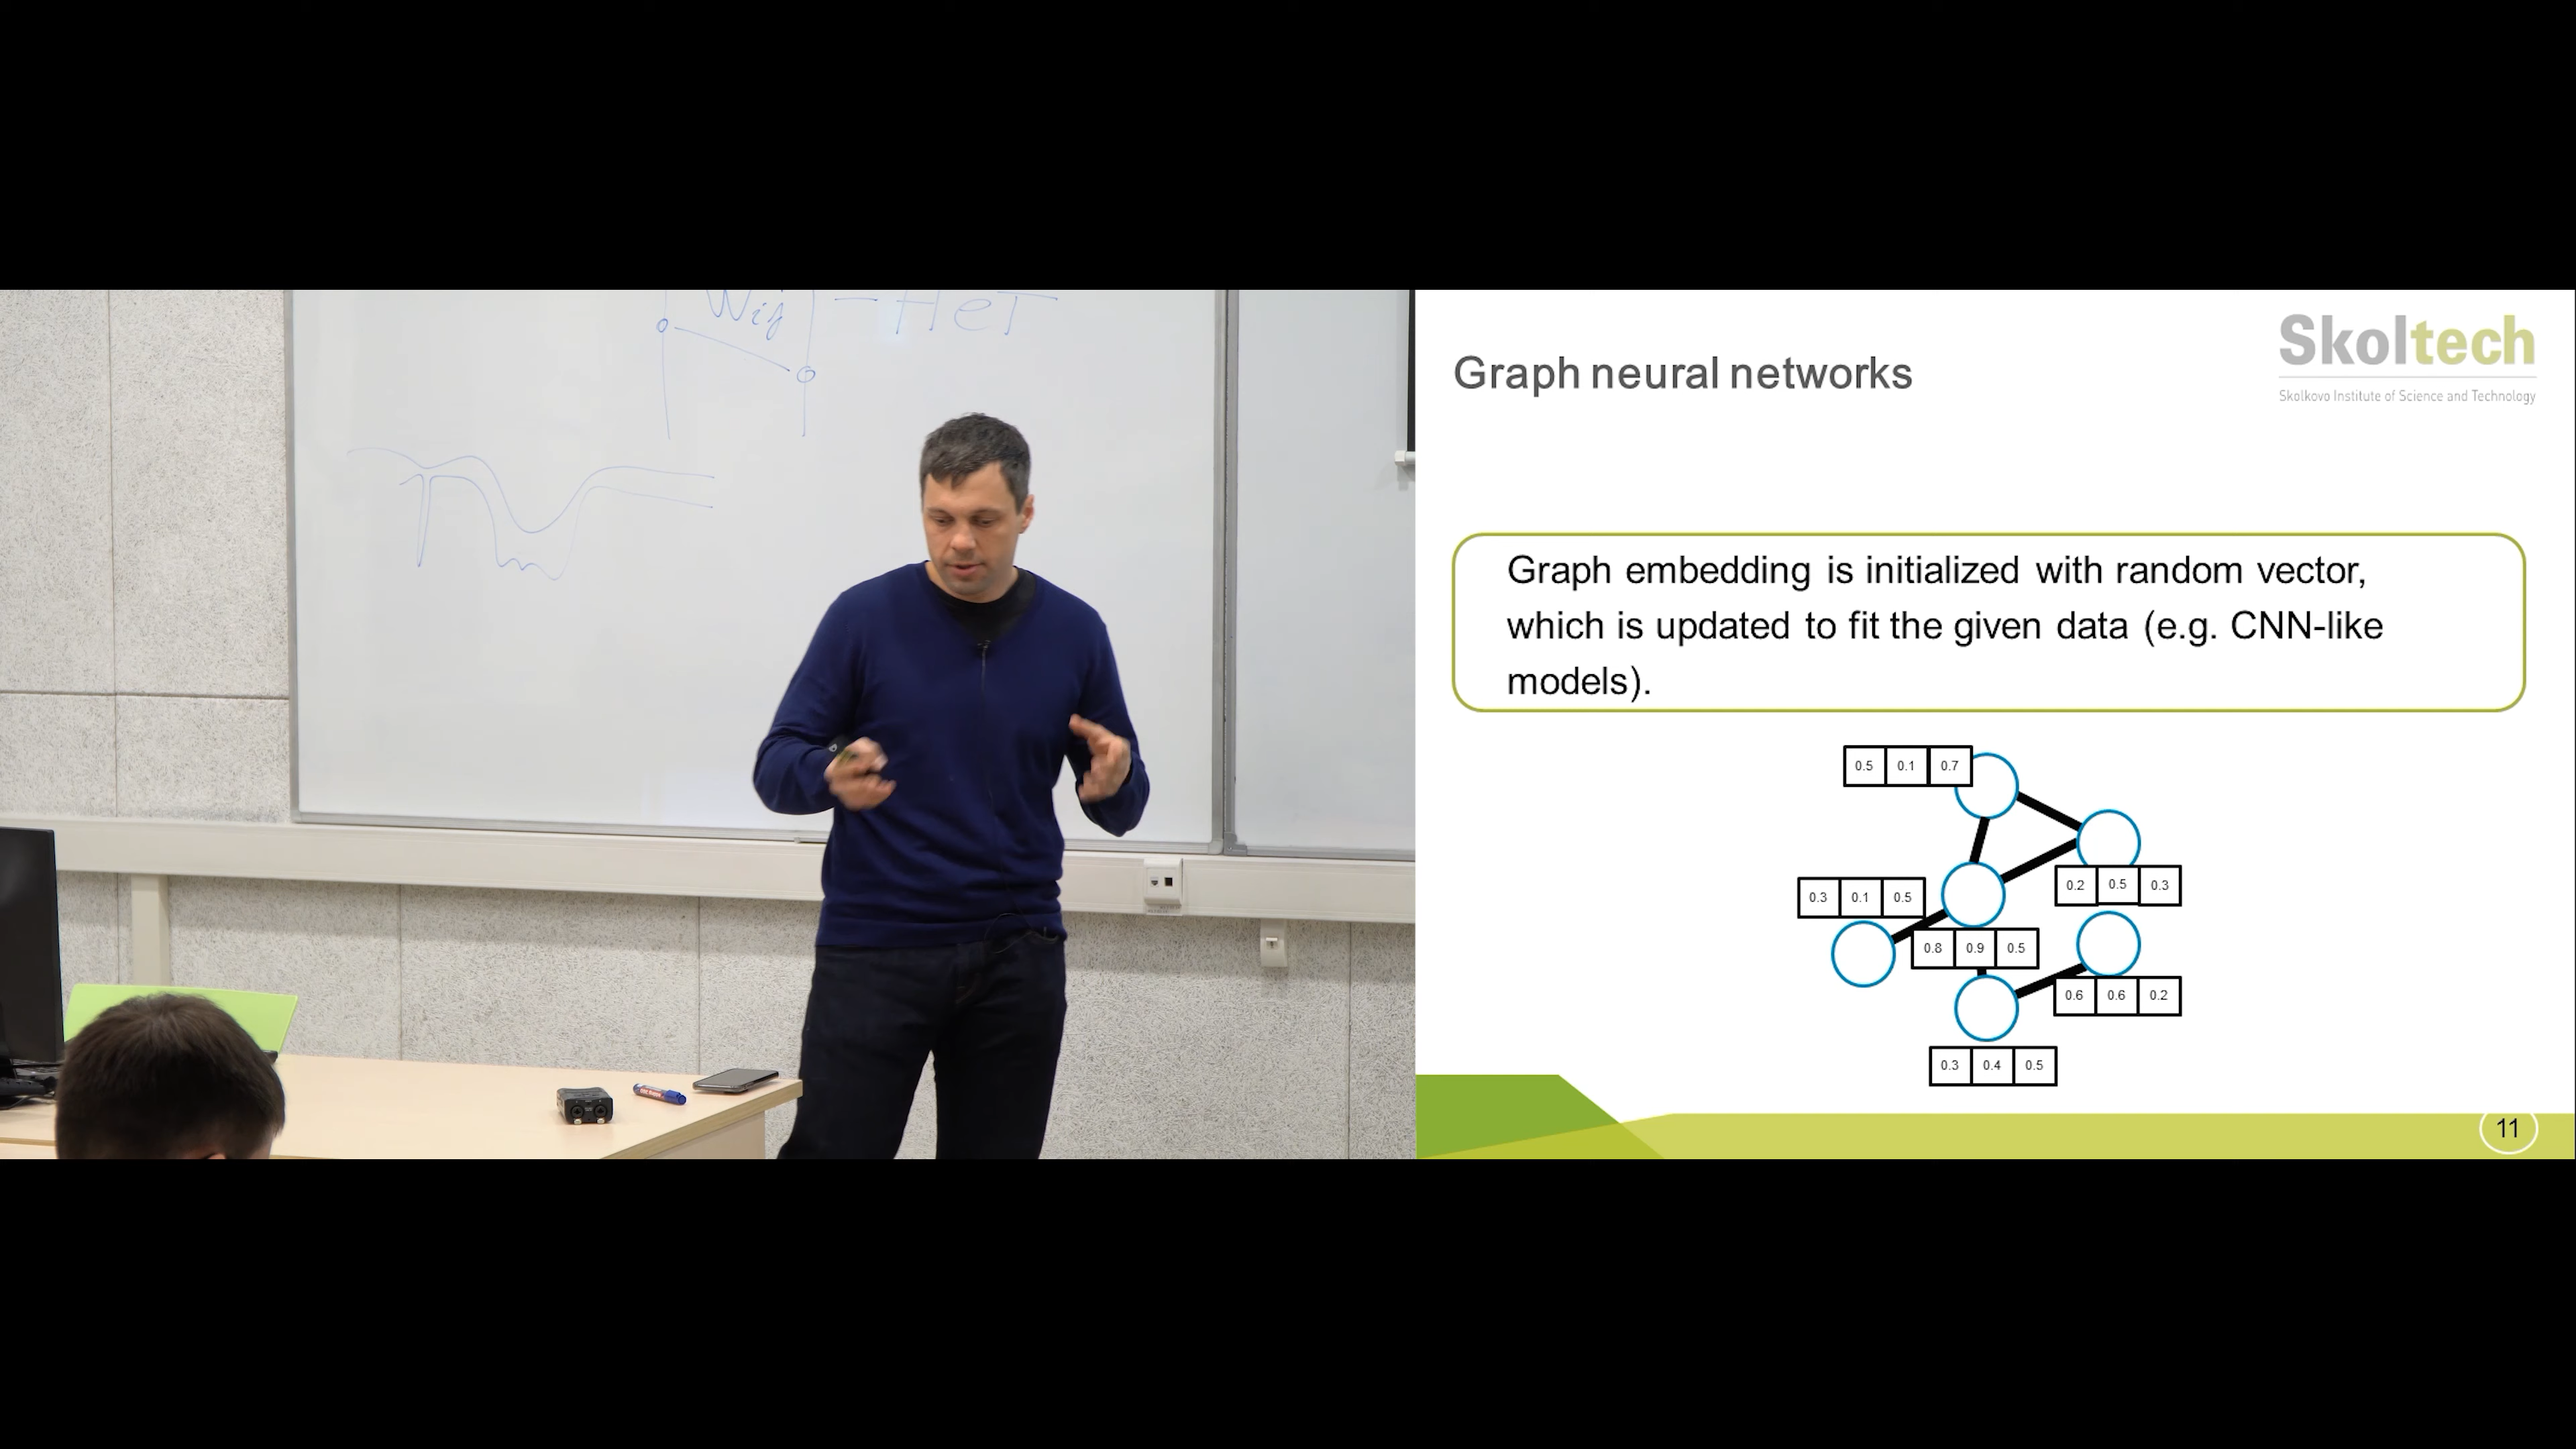 Wij = НеТ
Graph neural networks
Skoltech
Skolkovo Institute of Science and Technology
Graph embedding is initialized with random vector,
which is updated to fit the given data (e.g. CNN-like
models).
0.5 0.1 0.7
0.2 0.5 0.3
0.3 0.1 0.5
0.8 0.9 0.5
0.6 0.6 0.2
0.3 0.4 0.5
11